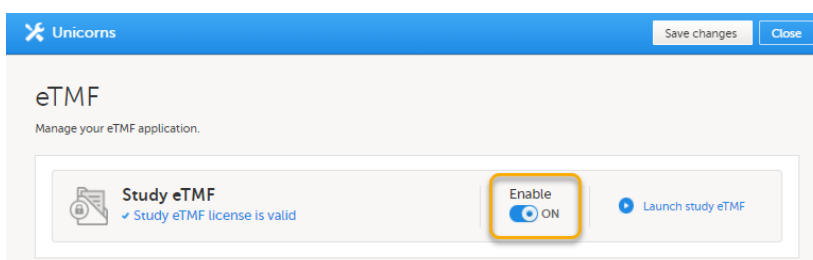 Unicorns
Save changes
Close
eTMF
Manage your eTMF application.
Study eTMF
✓ Study eTMF license is valid
Enable
ON
Launch study eTMF